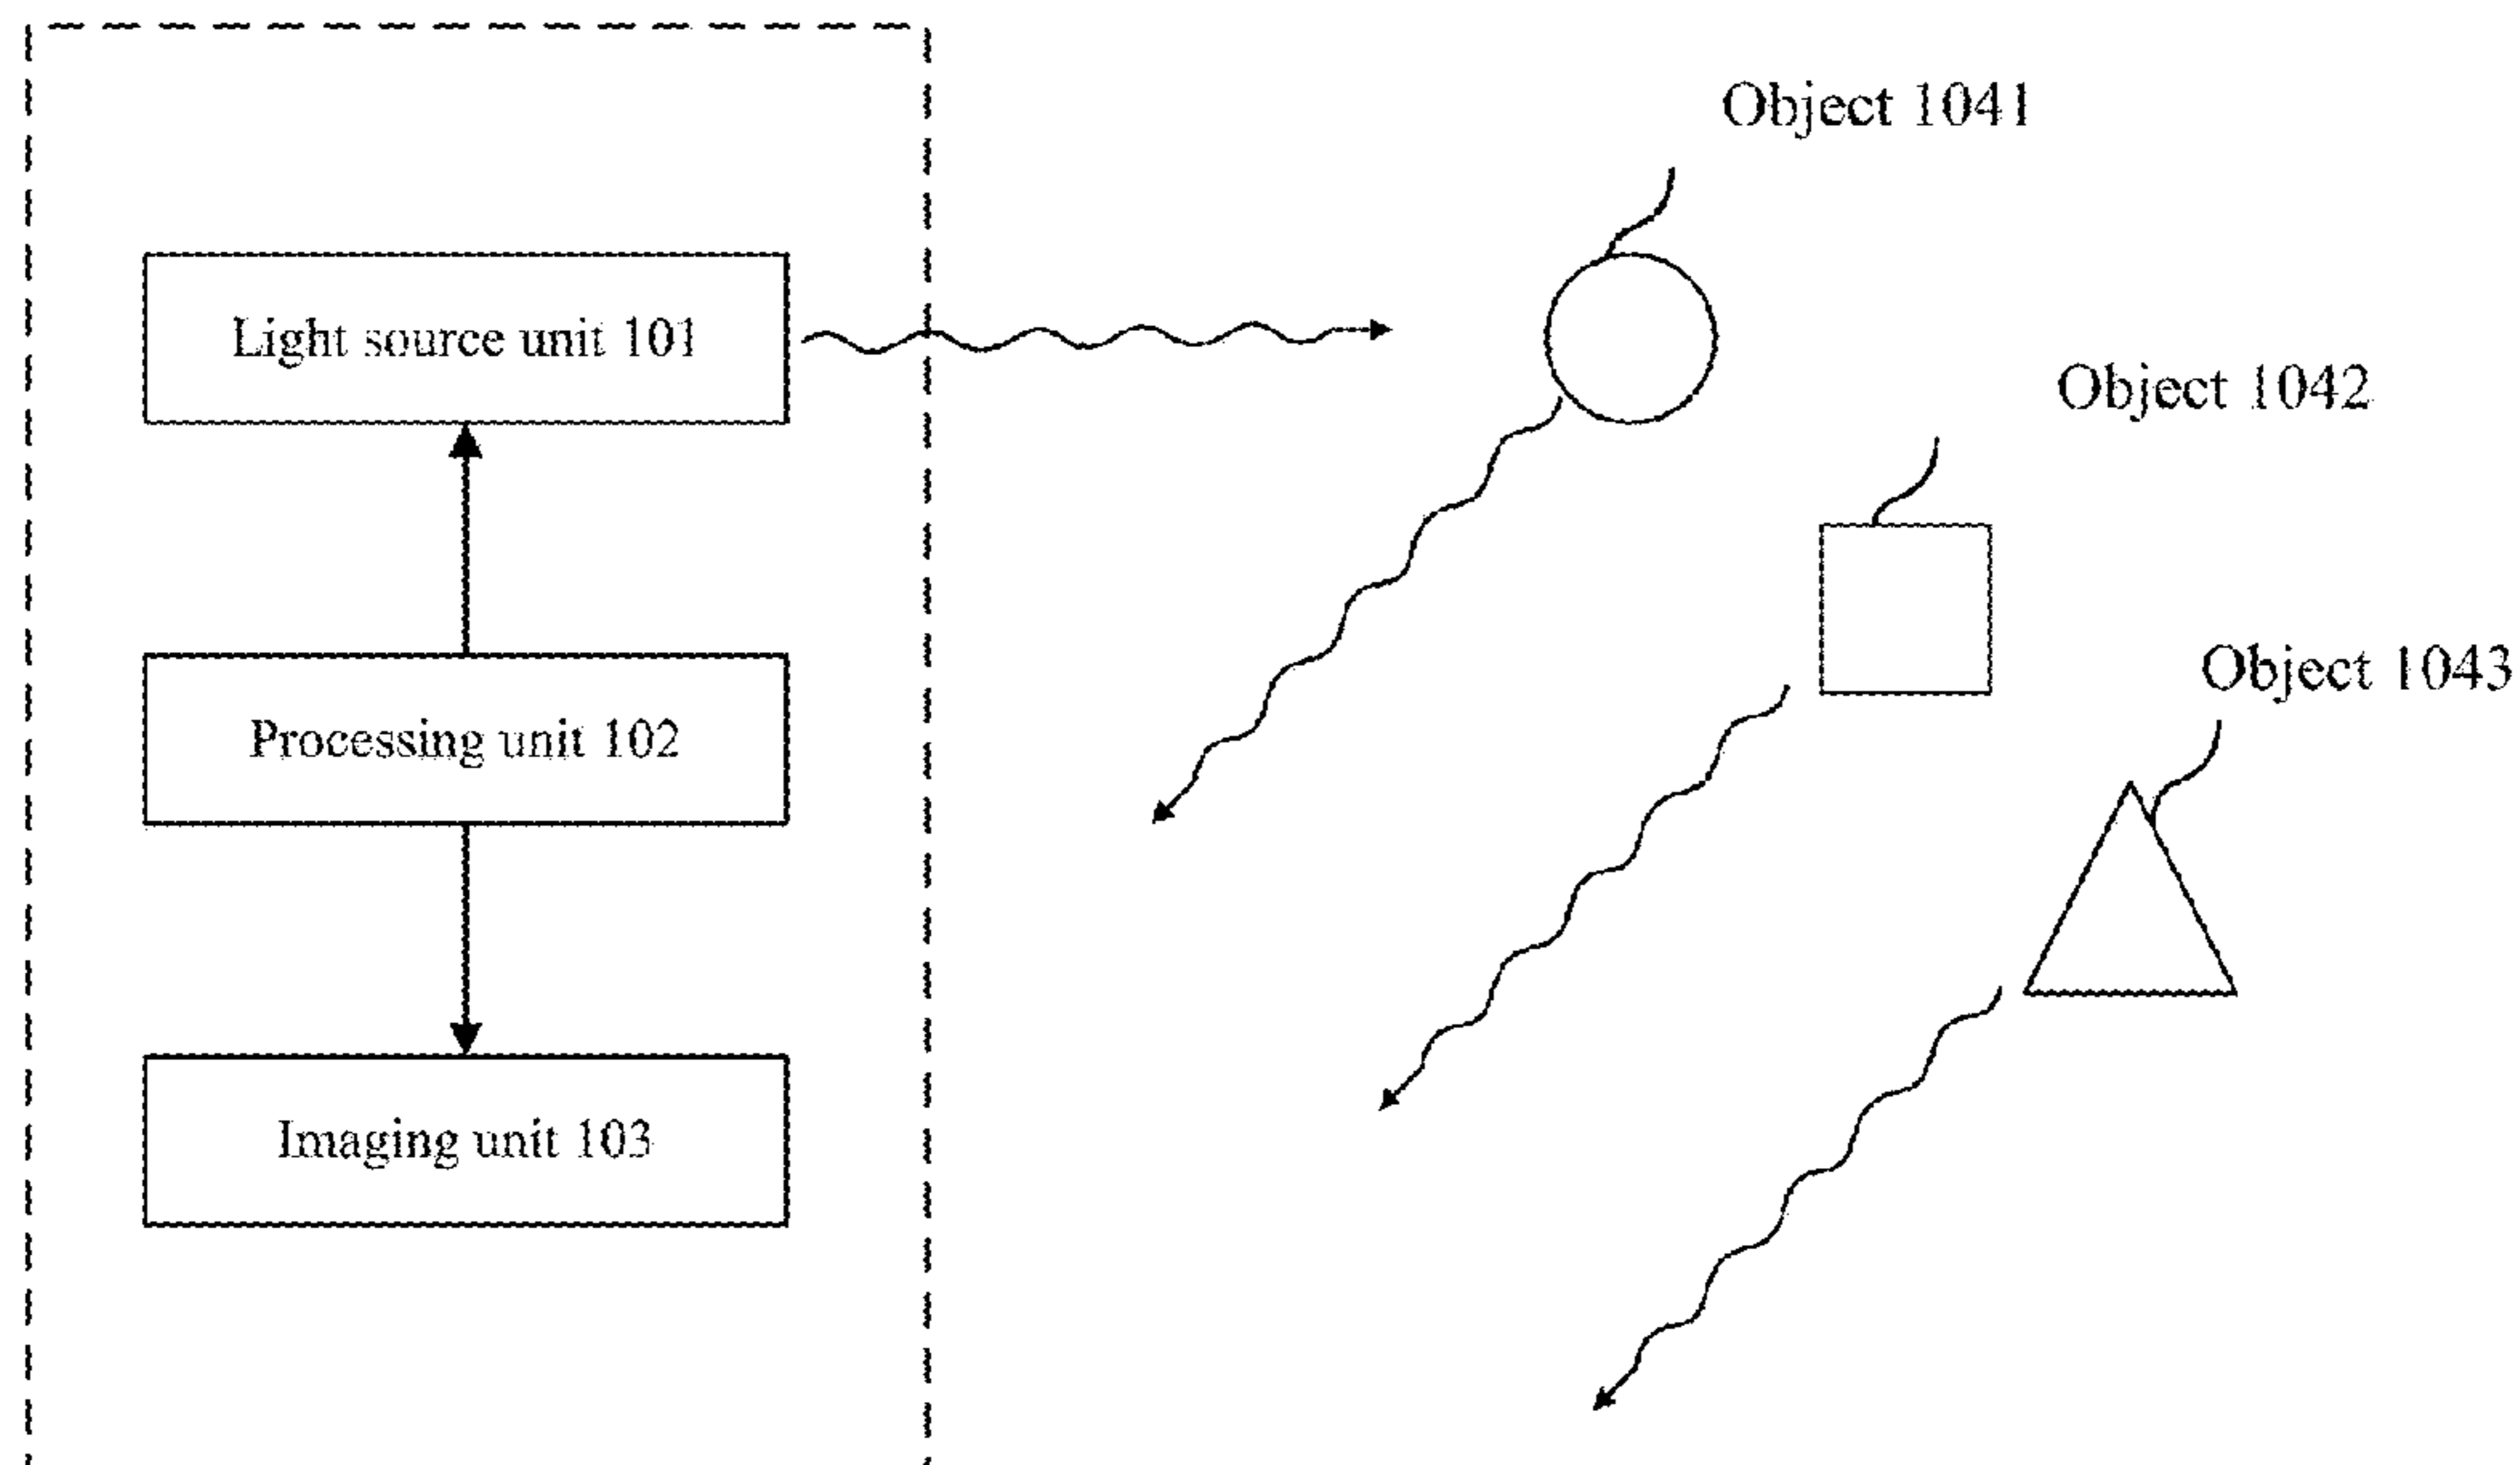 Object 1041
Light source unit 101
Object 1042
Object 1043
Processing unit 102
Imaging unit 103